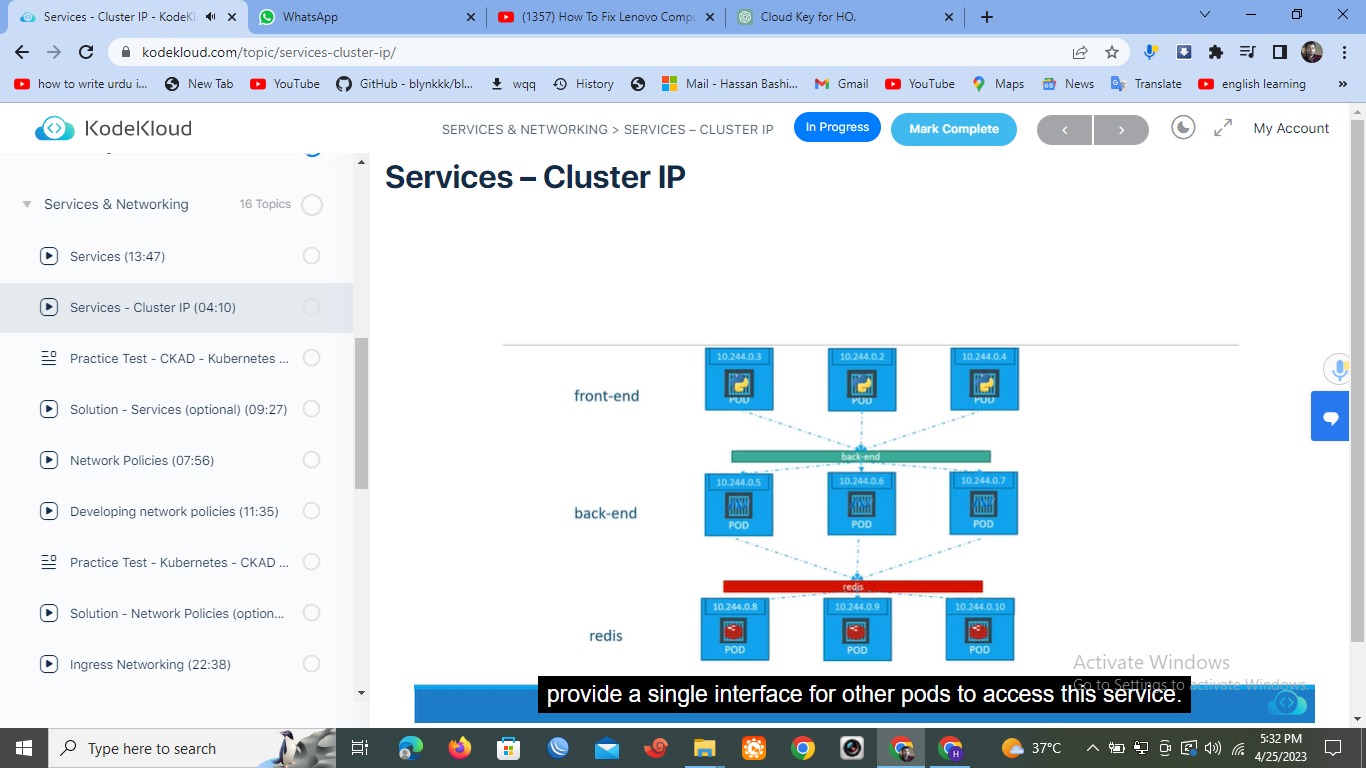 Services - Cluster IP - KodeKl
WhatsApp
(1357) How To Fix Lenovo Compu
Cloud Key for HO.
kodekloud.com/topic/services-cluster-ip/
how to write urdu i...
New Tab
YouTube
GitHub - blynkkk/bl...
wqq
History
Mail - Hassan Bashi...
Gmail
YouTube
Maps
News
Translate
english learning
»
KodeKloud
SERVICES & NETWORKING > SERVICES – CLUSTER IP
In Progress
Mark Complete
My Account
Services & Networking
16 Topics
Services (13:47)
Services - Cluster IP (04:10)
Practice Test - CKAD - Kubernetes ...
Solution - Services (optional) (09:27)
Network Policies (07:56)
Developing network policies (11:35)
Practice Test - Kubernetes - CKAD ...
Solution - Network Policies (option...
Ingress Networking (22:38)
Services – Cluster IP
10.244.0.3
10.244.0.2
10.244.0.4
front-end
POD
POD
POD
back-end
10.244.0.5
10.244.0.6
10.244.0.7
back-end
POD
POD
POD
redis
10.244.0.8
10.244.0.9
10.244.0.10
redis
POD
POD
POD
Activate Windows
Go to Settings to activate Windows.
provide a single interface for other pods to access this service.
Type here to search
37°C
5:32 PM
4/25/2023